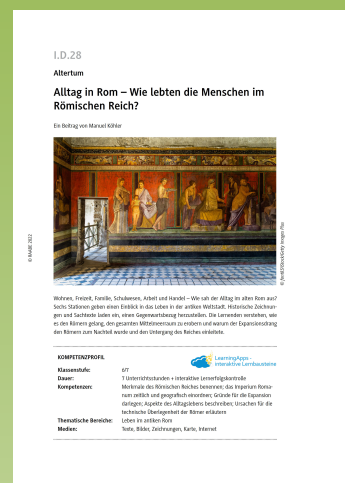 I.D.28
Altertum
Alltag in Rom – Wie lebten die Menschen im
Römischen Reich?
Ein Beitrag von Manuel Köhler
© RAABE 2022
© fbxx/iStock/Getty Images Plus
Wohnen, Freizeit, Familie, Schulwesen, Arbeit und Handel – Wie sah der Alltag im alten Rom aus?
Sechs Stationen geben einen Einblick in das Leben in der antiken Weltstadt. Historische Zeichnun-
gen und Sachtexte laden ein, einen Gegenwartsbezug herzustellen. Die Lernenden verstehen, wie
es den Römern gelang, den gesamten Mittelmeerraum zu erobern und warum der Expansionsdrang
den Römern zum Nachteil wurde und den Untergang des Reiches einleitete.
KOMPETENZPROFIL
LearningApps –
interaktive Lernbausteine
Klassenstufe: 6/7
Dauer: 7 Unterrichtsstunden + interaktive Lernerfolgskontrolle
Kompetenzen: Merkmale des Römischen Reiches benennen; das Imperium Roma-
num zeitlich und geografisch einordnen; Gründe für die Expansion
darlegen; Aspekte des Alltagslebens beschreiben; Ursachen für die
technische Überlegenheit der Römer erläutern
Thematische Bereiche: Leben im antiken Rom
Medien: Texte, Bilder, Zeichnungen, Karte, Internet